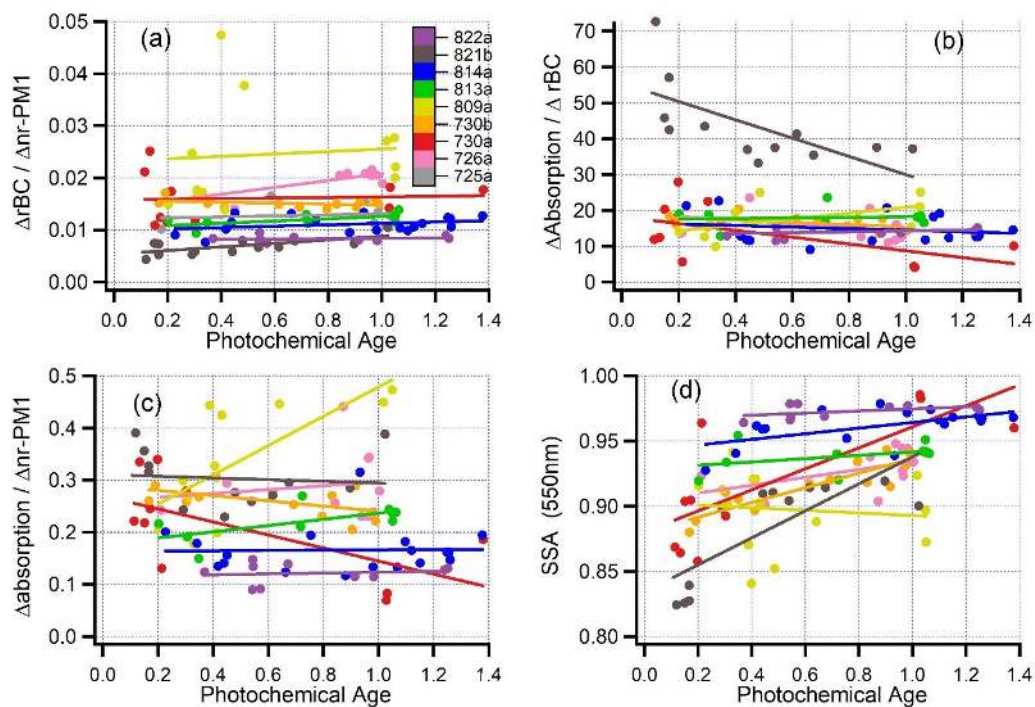 (a)
ΔrBC / Δnr-PM1
0.05
0.04
0.03
0.02
0.01
0.00
0.0 0.2 0.4 0.6 0.8 1.0 1.2 1.4
Photochemical Age
822a
821b
814a
813a
809a
730b
730a
726a
725a
(b)
ΔAbsorption / Δ rBC
70
60
50
40
30
20
10
0
0.0 0.2 0.4 0.6 0.8 1.0 1.2 1.4
Photochemical Age
(c)
Δabsorption / Δnr-PM1
0.5
0.4
0.3
0.2
0.1
0.0
0.0 0.2 0.4 0.6 0.8 1.0 1.2 1.4
Photochemical Age
(d)
SSA (550nm)
1.00
0.95
0.90
0.85
0.80
0.0 0.2 0.4 0.6 0.8 1.0 1.2 1.4
Photochemical Age